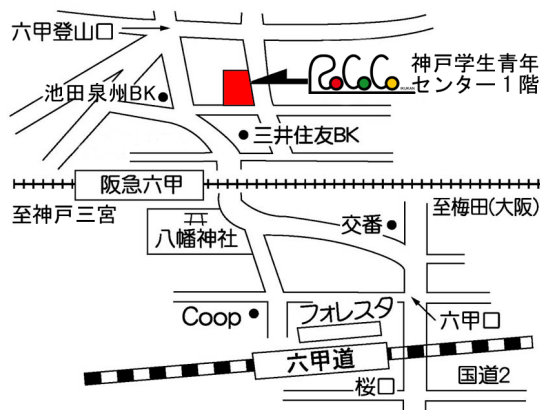 六甲登山口
R.C.C.
神戸学生青年
センター1階
池田泉州BK
三井住友BK
阪急六甲
至神戸三宮
至梅田(大阪)
八幡神社
交番
Coop
フォレスタ
六甲口
六甲道
桜口
国道2